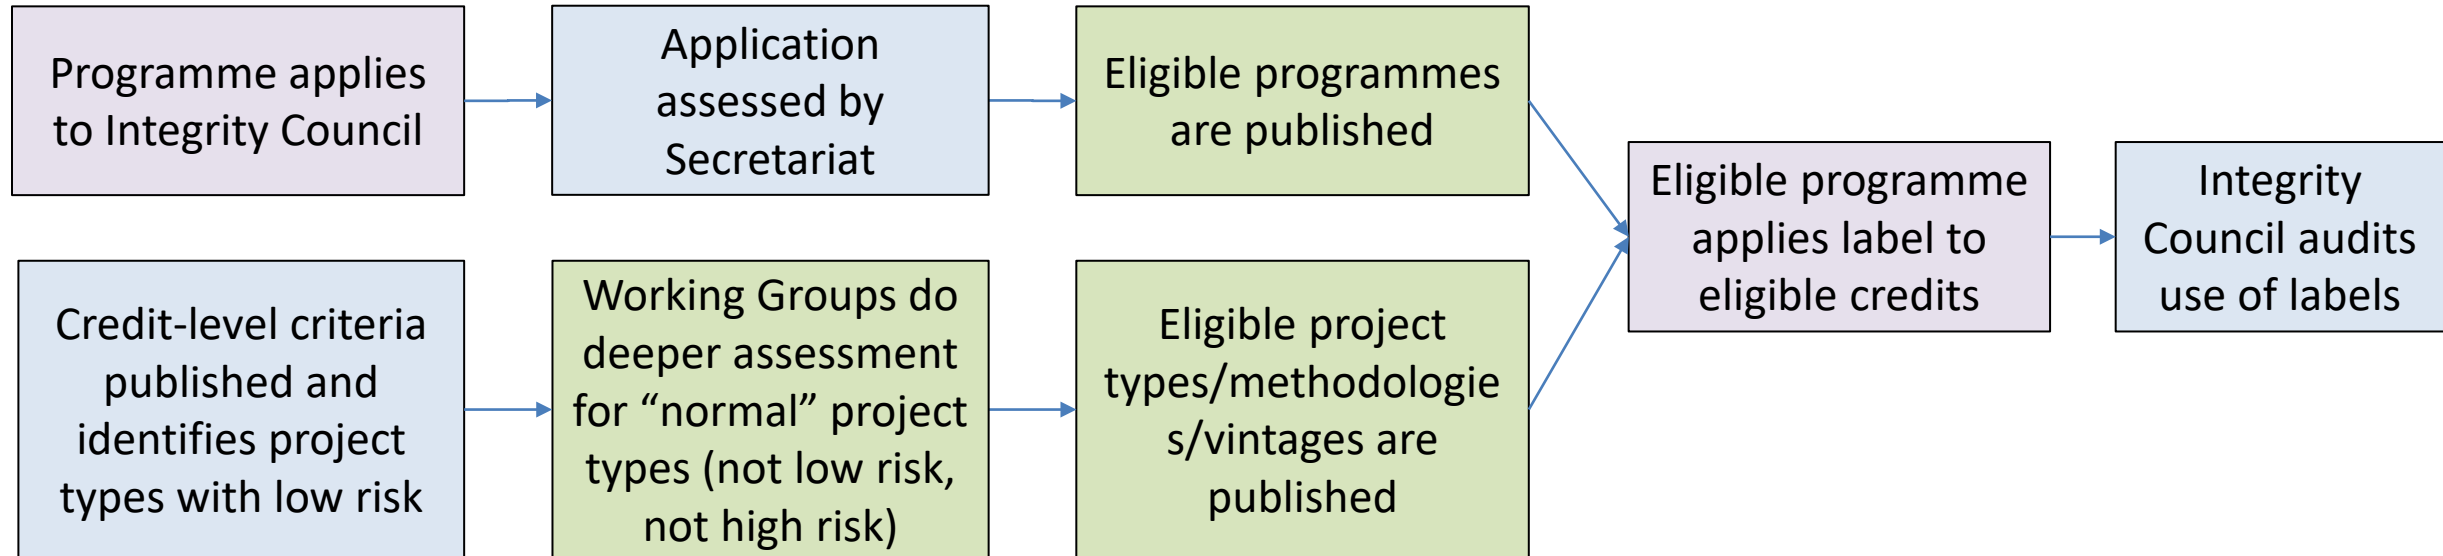 Programme applies
to Integrity Council
Application
assessed by
Secretariat
Eligible programmes
are published
Credit-level criteria
published and
identifies project
types with low risk
Working Groups do
deeper assessment
for “normal” project
types (not low risk,
not high risk)
Eligible project
types/methodologie
s/vintages are
published
Eligible programme
applies label to
eligible credits
Integrity
Council audits
use of labels